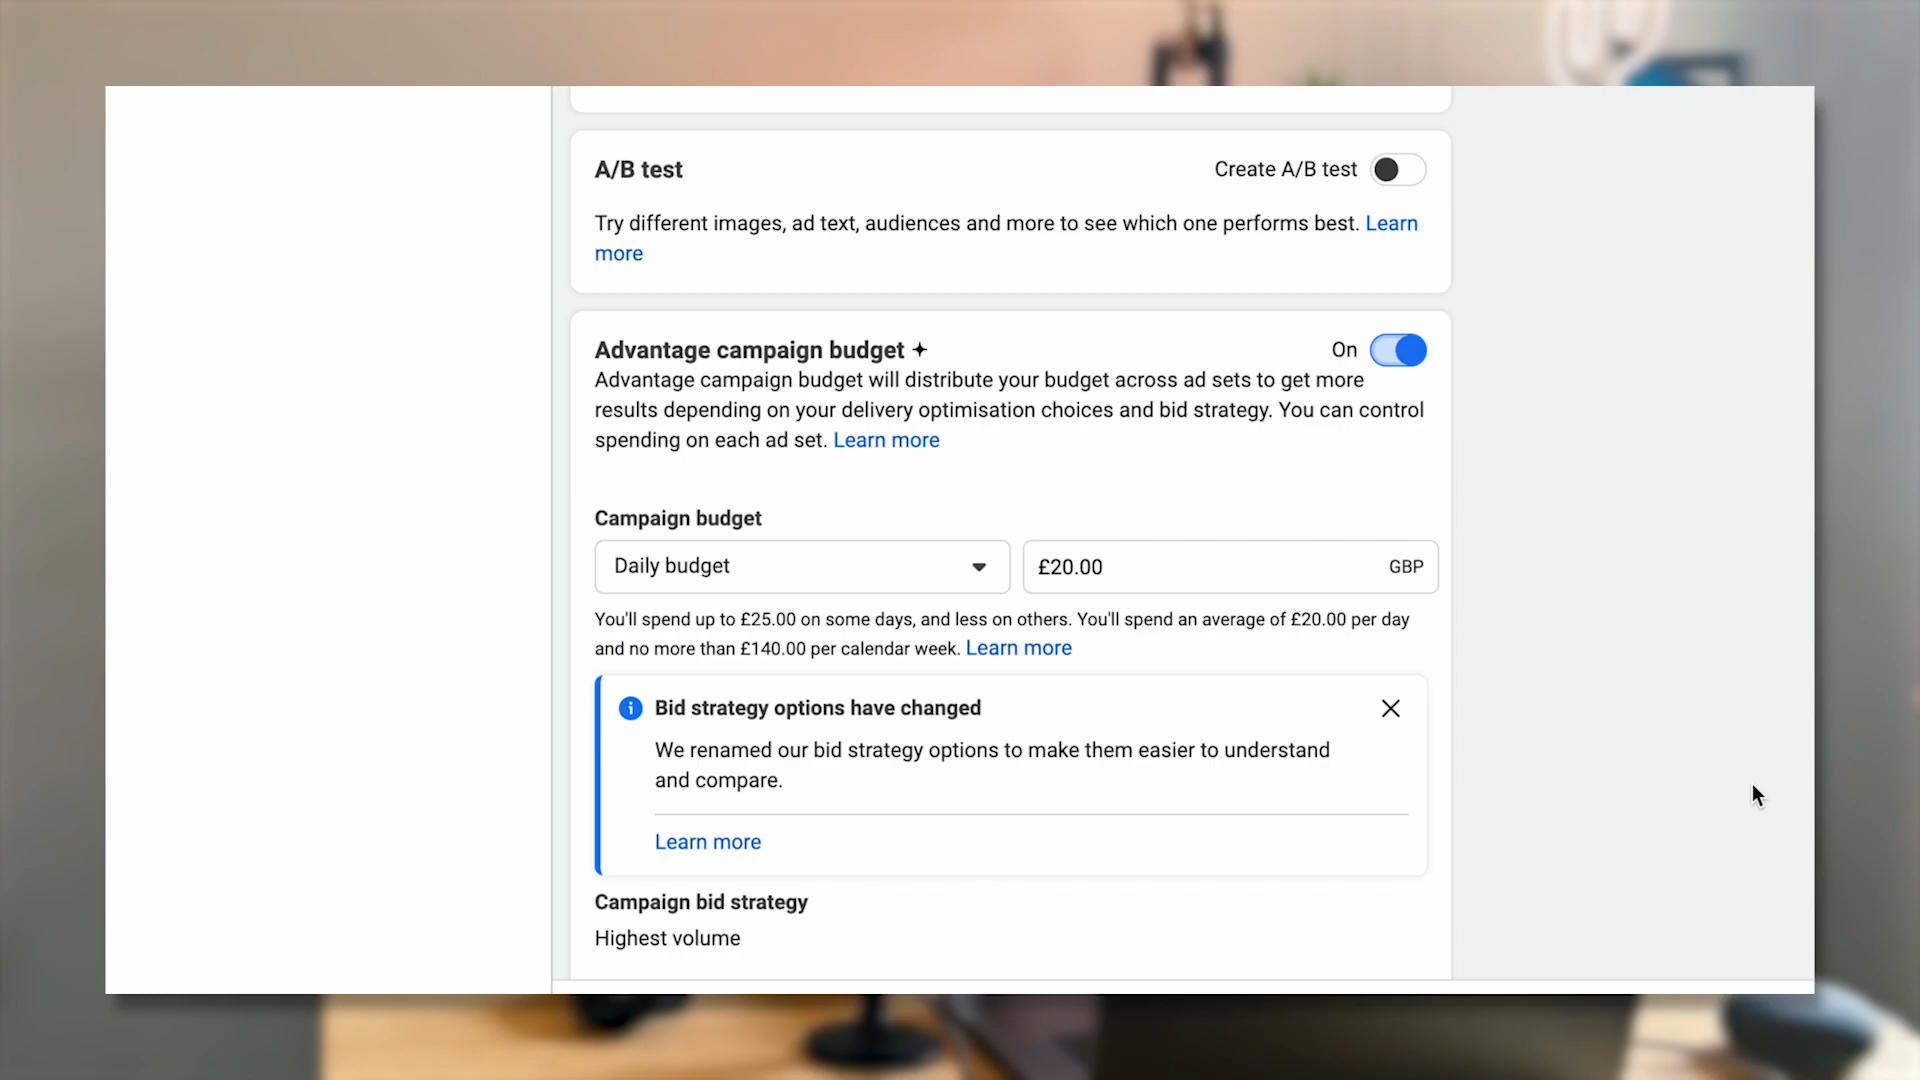 A/B test
Create A/B test
Try different images, ad text, audiences and more to see which one performs best. Learn
more
Advantage campaign budget
On
Advantage campaign budget will distribute your budget across ad sets to get more
results depending on your delivery optimisation choices and bid strategy. You can control
spending on each ad set. Learn more
Campaign budget
Daily budget
£20.00
GBP
You'll spend up to £25.00 on some days, and less on others. You'll spend an average of £20.00 per day
and no more than £140.00 per calendar week. Learn more
Bid strategy options have changed
We renamed our bid strategy options to make them easier to understand
and compare.
Learn more
Campaign bid strategy
Highest volume